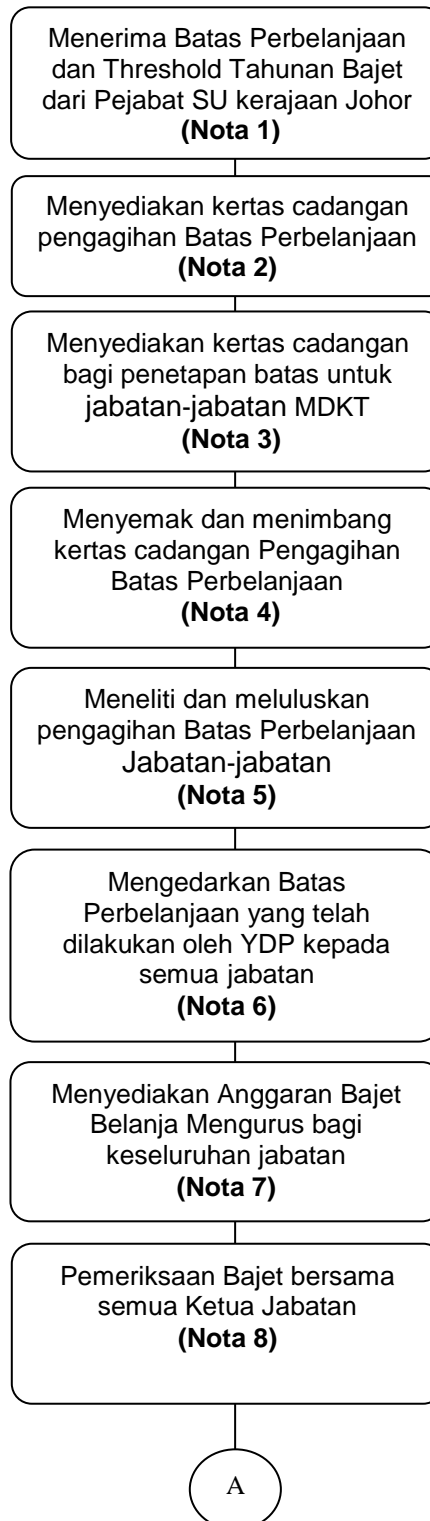 Menerima Batas Perbelanjaan
dan Threshold Tahunan Bajet
dari Pejabat SU kerajaan Johor
(Nota 1)
Menyediakan kertas cadangan
pengagihan Batas Perbelanjaan
(Nota 2)
Menyediakan kertas cadangan
bagi penetapan batas untuk
jabatan-jabatan MDKT
(Nota 3)
Menyemak dan menimbang
kertas cadangan Pengagihan
Batas Perbelanjaan
(Nota 4)
Meneliti dan meluluskan
pengagihan Batas Perbelanjaan
Jabatan-jabatan
(Nota 5)
Mengedarkan Batas
Perbelanjaan yang telah
dilakukan oleh YDP kepada
semua jabatan
(Nota 6)
Menyediakan Anggaran Bajet
Belanja Mengurus bagi
keseluruhan jabatan
(Nota 7)
Pemeriksaan Bajet bersama
semua Ketua Jabatan
(Nota 8)
A